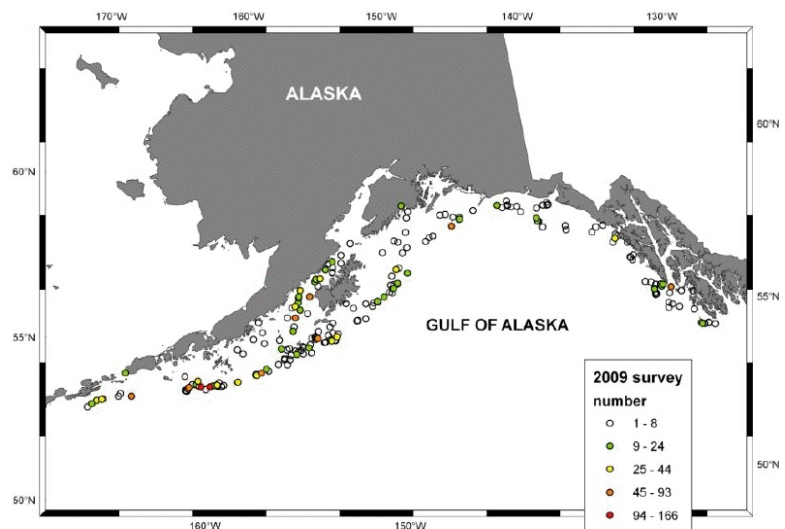 170°W 160°W 150°W 140°W 130°W
ALASKA
60°N
60°N
GULF OF ALASKA
55°N
55°N
2009 survey
number
1 - 8
9 - 24
25 - 44
45 - 93
94 - 166
50°N
50°N
160°W 150°W